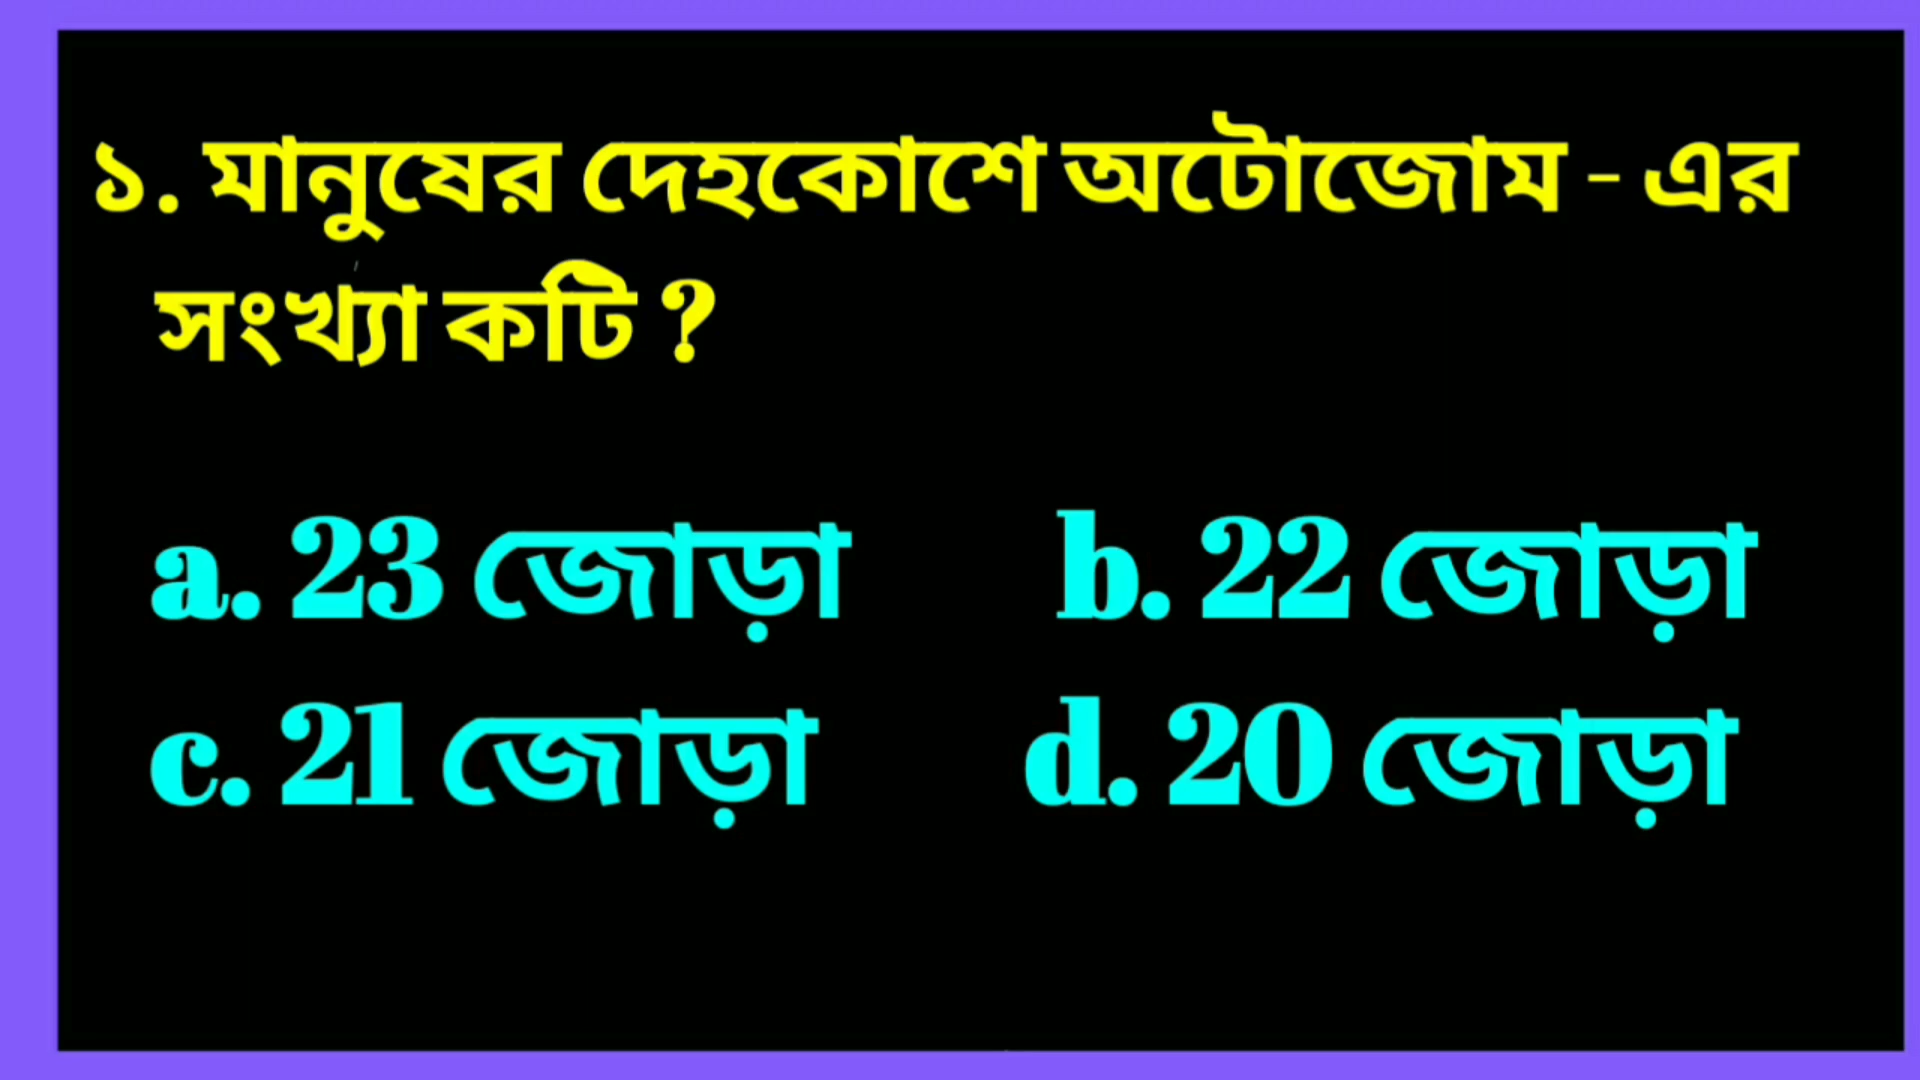 ১. মানুষের দেহকোশে অটোজোম - এর
সংখ্যা কটি ?
a. 23 জোড়া b. 22 জোড়া
c. 21 জোড়া d. 20 জোড়া